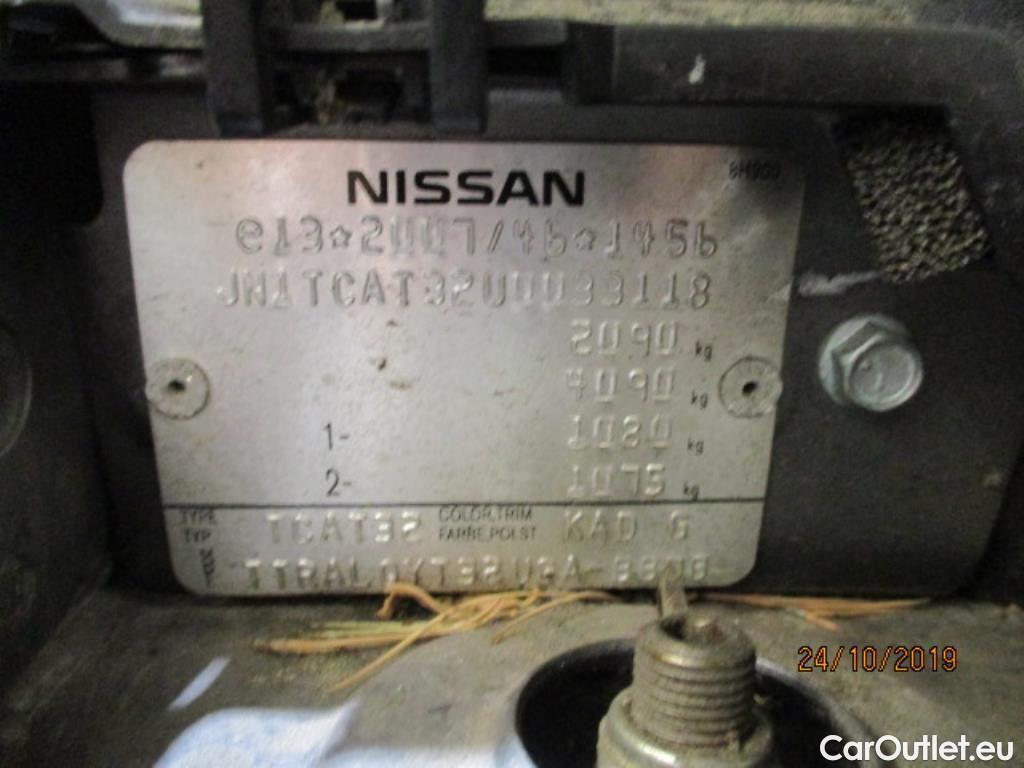 NISSAN
8H900
e13*2007/46*1456
JN1TCAT32U0033118
2090 kg
4090 kg
1- 1080 kg
2- 1075 kg
TYPE TYP TCAT32 COLOR,TRIM FARBE,POLST KAD G
24/10/2019
CarOutlet.eu